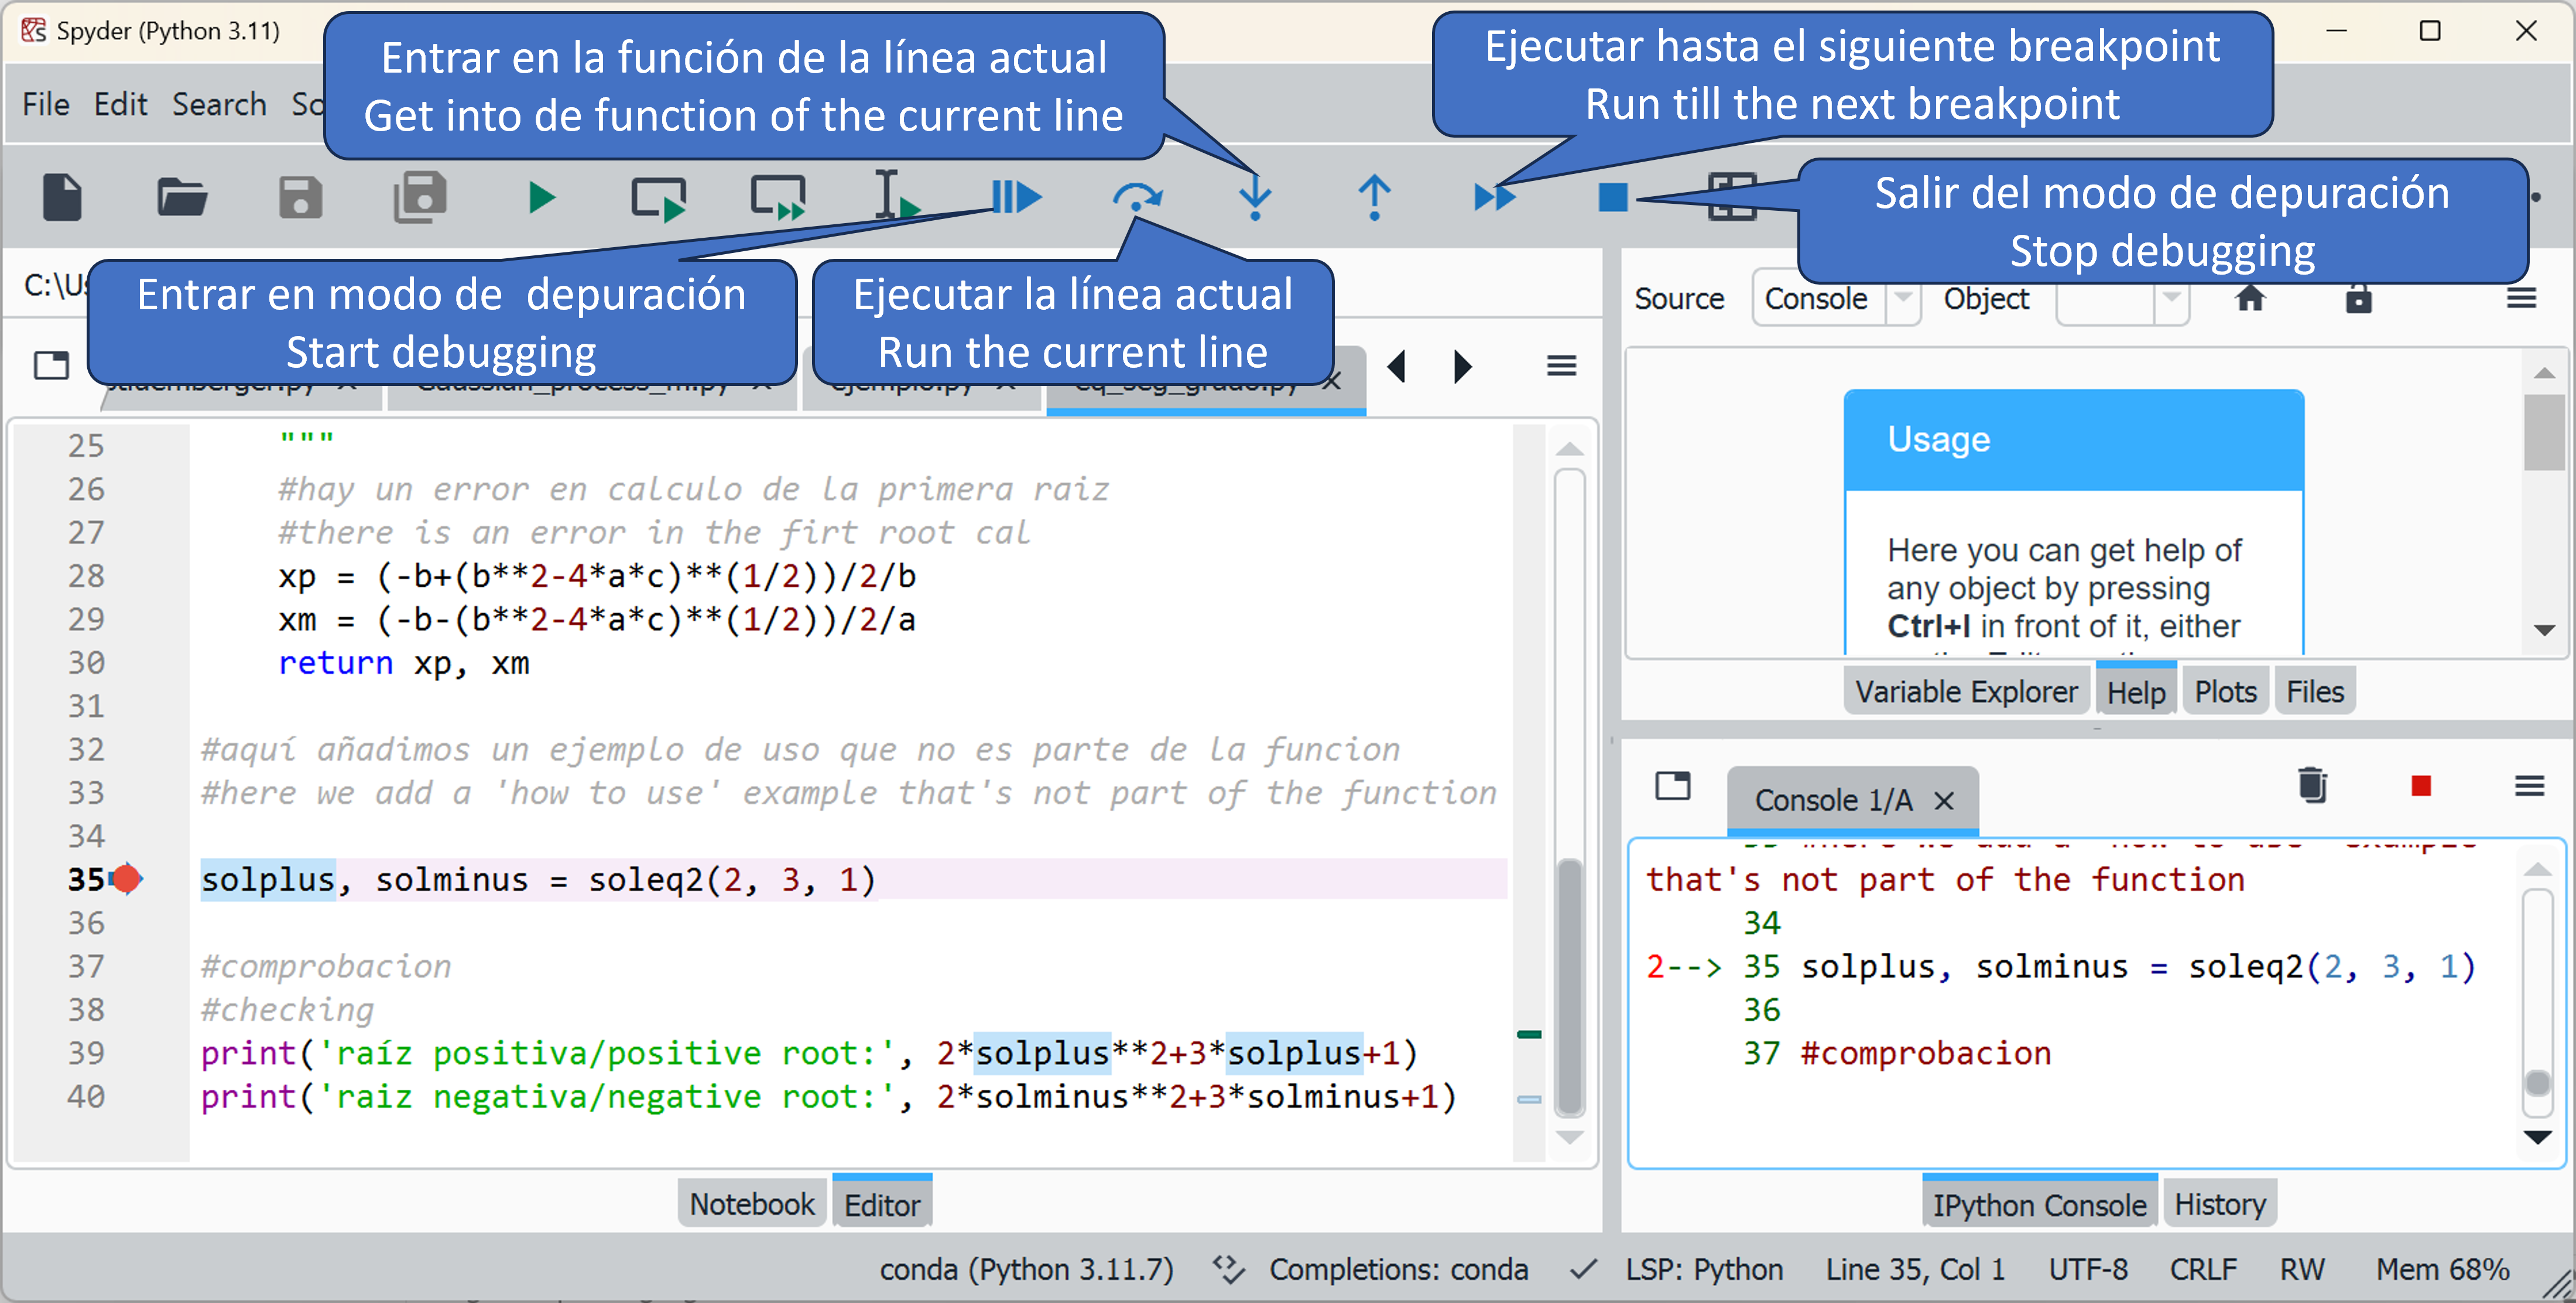 Spyder (Python 3.11)
Entrar en la función de la línea actual
Get into de function of the current line
Ejecutar hasta el siguiente breakpoint
Run till the next breakpoint
File Edit Search So
Salir del modo de depuración
Stop debugging
Entrar en modo de depuración
Start debugging
Ejecutar la línea actual
Run the current line
C:\Us
Source Console Object
Gaussian_process_m.py ejemplo.py eq_seg_grado.py
25 """
26 #hay un error en calculo de la primera raiz
27 #there is an error in the firt root cal
28 xp = (-b+(b**2-4*a*c)**(1/2))/2/b
29 xm = (-b-(b**2-4*a*c)**(1/2))/2/a
30 return xp, xm
31
32 #aquí añadimos un ejemplo de uso que no es parte de la funcion
33 #here we add a 'how to use' example that's not part of the function
34
35 solplus, solminus = soleq2(2, 3, 1)
36
37 #comprobacion
38 #checking
39 print('raíz positiva/positive root:', 2*solplus**2+3*solplus+1)
40 print('raiz negativa/negative root:', 2*solminus**2+3*solminus+1)
Notebook Editor
Usage
Here you can get help of
any object by pressing
Ctrl+I in front of it, either
Variable Explorer Help Plots Files
Console 1/A
that's not part of the function
34
2--> 35 solplus, solminus = soleq2(2, 3, 1)
36
37 #comprobacion
IPython Console History
conda (Python 3.11.7) Completions: conda LSP: Python Line 35, Col 1 UTF-8 CRLF RW Mem 68%